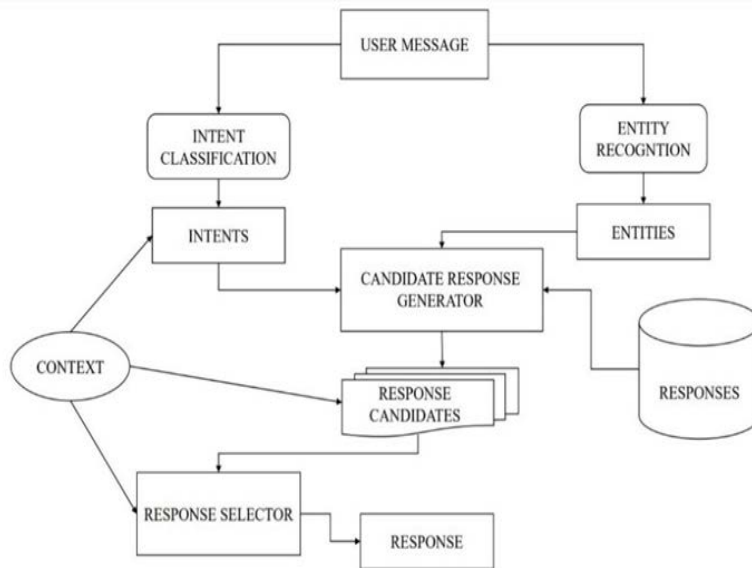 USER MESSAGE
INTENT
CLASSIFICATION
ENTITY
RECOGNTION
INTENTS
ENTITIES
CANDIDATE RESPONSE
GENERATOR
CONTEXT
RESPONSE
CANDIDATES
RESPONSES
RESPONSE SELECTOR
RESPONSE